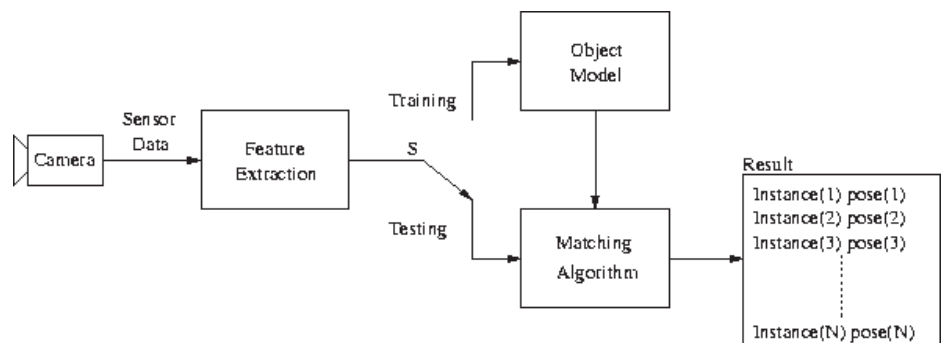 Object
Model
Training
Sensor
Data
Camera
Feature
Extraction
S
Testing
Matching
Algorithm
Result
Instance(1) pose(1)
Instance(2) pose(2)
Instance(3) pose(3)
Instance(N) pose(N)